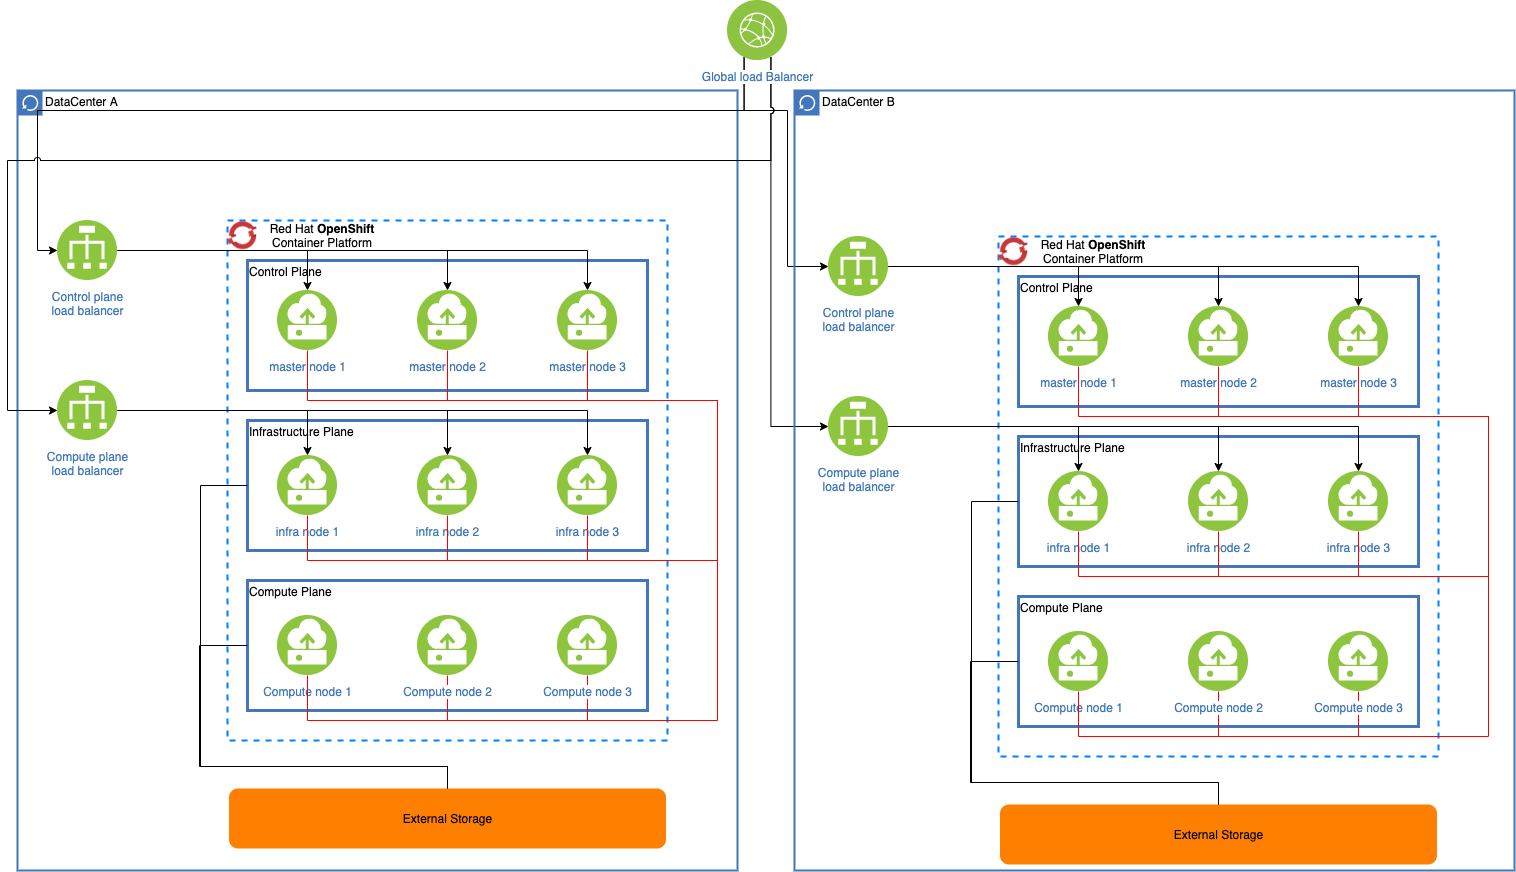 Global load Balancer
DataCenter A
Red Hat OpenShift
Container Platform
Control plane
load balancer
Control Plane
master node 1
master node 2
master node 3
Compute plane
load balancer
Infrastructure Plane
infra node 1
infra node 2
infra node 3
Compute Plane
Compute node 1
Compute node 2
Compute node 3
External Storage
DataCenter B
Red Hat OpenShift
Container Platform
Control plane
load balancer
Control Plane
master node 1
master node 2
master node 3
Compute plane
load balancer
Infrastructure Plane
infra node 1
infra node 2
infra node 3
Compute Plane
Compute node 1
Compute node 2
Compute node 3
External Storage